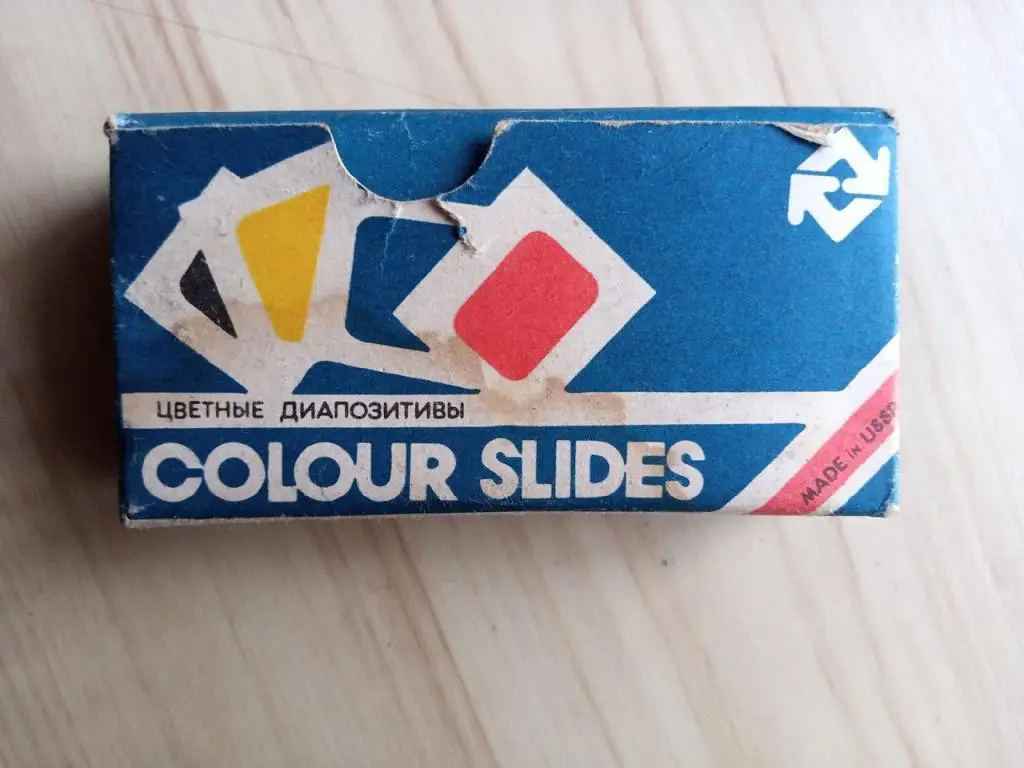 ЦВЕТНЫЕ ДИАПОЗИТИВЫ
COLOUR SLIDES
MADE in USSR